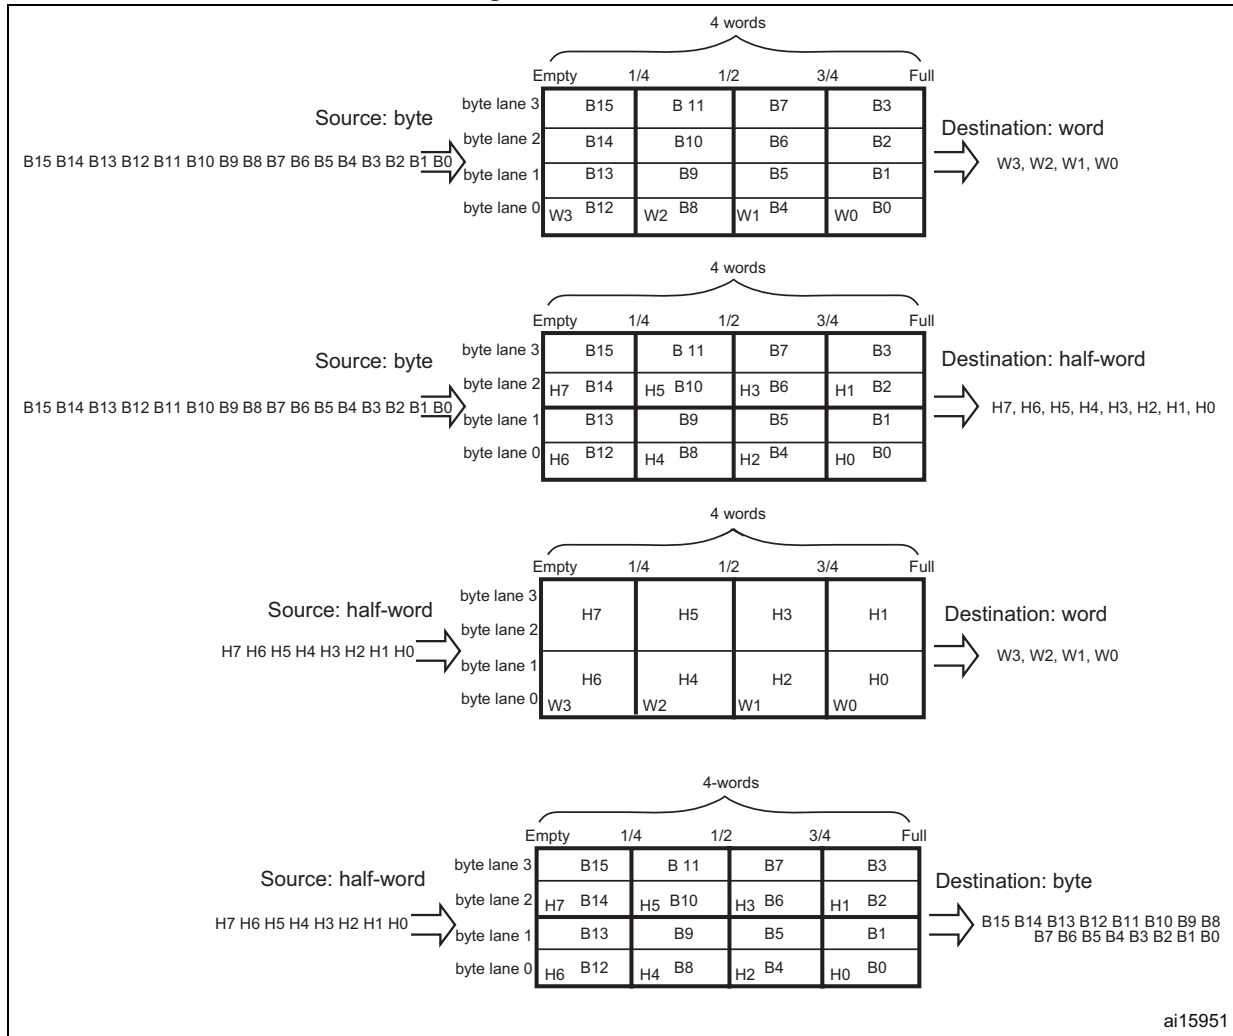 4 words
Empty 1/4 1/2 3/4 Full
byte lane 3 B15 B 11 B7 B3
Source: byte
Destination: word
byte lane 2 B14 B10 B6 B2
B15 B14 B13 B12 B11 B10 B9 B8 B7 B6 B5 B4 B3 B2 B1 B0
W3, W2, W1, W0
byte lane 1 B13 B9 B5 B1
byte lane 0 W3 B12 W2 B8 W1 B4 W0 B0
4 words
Empty 1/4 1/2 3/4 Full
byte lane 3 B15 B 11 B7 B3
Source: byte
Destination: half-word
byte lane 2 H7 B14 H5 B10 H3 B6 H1 B2
B15 B14 B13 B12 B11 B10 B9 B8 B7 B6 B5 B4 B3 B2 B1 B0
H7, H6, H5, H4, H3, H2, H1, H0
byte lane 1 B13 B9 B5 B1
byte lane 0 H6 B12 H4 B8 H2 B4 H0 B0
4 words
Empty 1/4 1/2 3/4 Full
byte lane 3
Source: half-word
H7 H5 H3 H1
Destination: word
byte lane 2
H7 H6 H5 H4 H3 H2 H1 H0
W3, W2, W1, W0
byte lane 1
H6 H4 H2 H0
byte lane 0 W3 W2 W1 W0
4-words
Empty 1/4 1/2 3/4 Full
byte lane 3 B15 B 11 B7 B3
Source: half-word
Destination: byte
byte lane 2 H7 B14 H5 B10 H3 B6 H1 B2
H7 H6 H5 H4 H3 H2 H1 H0
B15 B14 B13 B12 B11 B10 B9 B8
B7 B6 B5 B4 B3 B2 B1 B0
byte lane 1 B13 B9 B5 B1
byte lane 0 H6 B12 H4 B8 H2 B4 H0 B0
ai15951